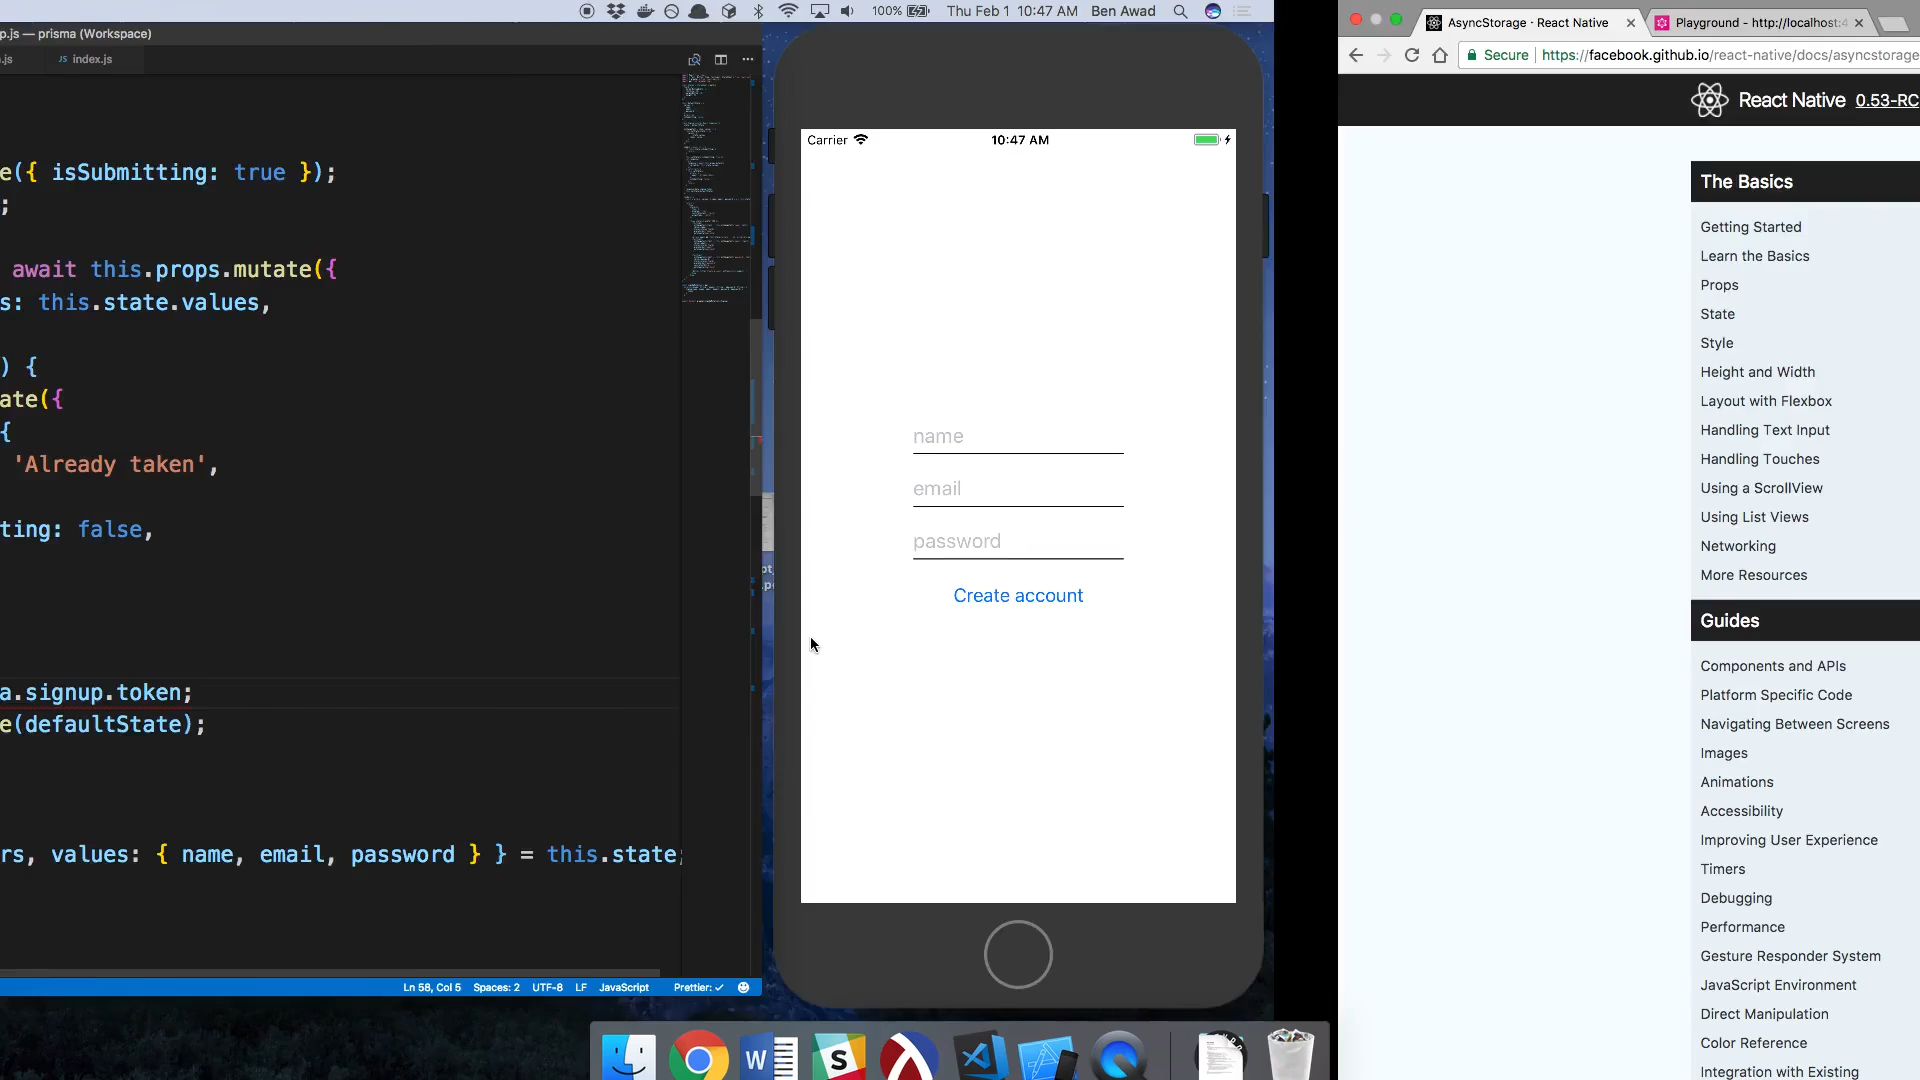 100%
Thu Feb 1 10:47 AM
Ben Awad
p.js — prisma (Workspace)
.js
JS index.js
e({ isSubmitting: true });
;
await this.props.mutate({
s: this.state.values,
) {
ate({
{
'Already taken',
ting: false,
a.signup.token;
e(defaultState);
rs, values: { name, email, password } } = this.state;
Ln 58, Col 5
Spaces: 2
UTF-8
LF
JavaScript
Prettier: ✓
Carrier
10:47 AM
name
email
password
Create account
AsyncStorage · React Native
Playground - http://localhost:4
Secure
https://facebook.github.io/react-native/docs/asyncstorage
React Native 0.53-RC
The Basics
Getting Started
Learn the Basics
Props
State
Style
Height and Width
Layout with Flexbox
Handling Text Input
Handling Touches
Using a ScrollView
Using List Views
Networking
More Resources
Guides
Components and APIs
Platform Specific Code
Navigating Between Screens
Images
Animations
Accessibility
Improving User Experience
Timers
Debugging
Performance
Gesture Responder System
JavaScript Environment
Direct Manipulation
Color Reference
Integration with Existing
W
S